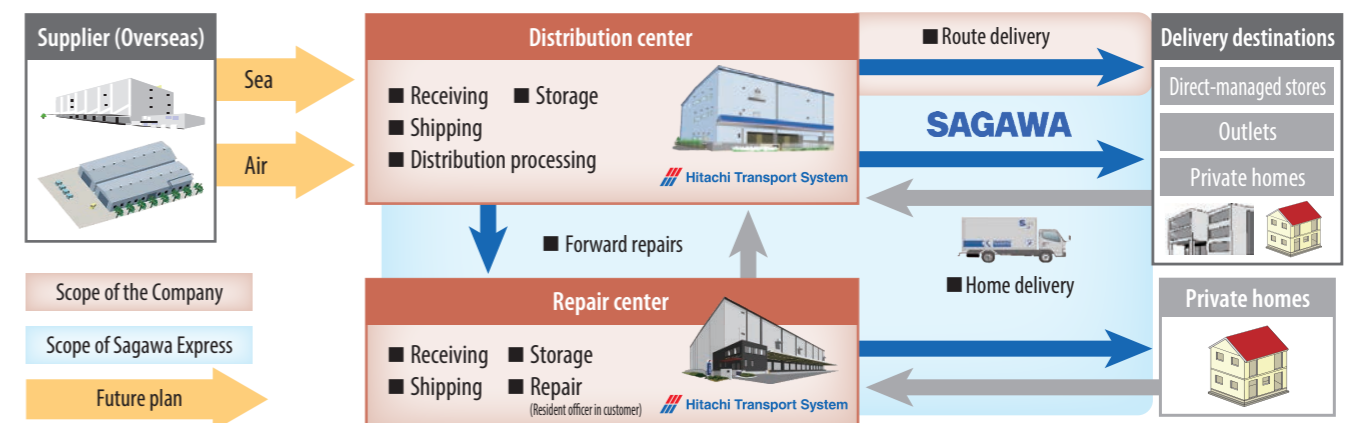 Supplier (Overseas)
Sea
Air
Distribution center
■ Receiving ■ Storage
■ Shipping
■ Distribution processing
Hitachi Transport System
■ Route delivery
SAGAWA
Delivery destinations
Direct-managed stores
Outlets
Private homes
■ Forward repairs
■ Home delivery
Scope of the Company
Scope of Sagawa Express
Future plan
Repair center
■ Receiving ■ Storage
■ Shipping ■ Repair
(Resident officer in customer)
Hitachi Transport System
Private homes